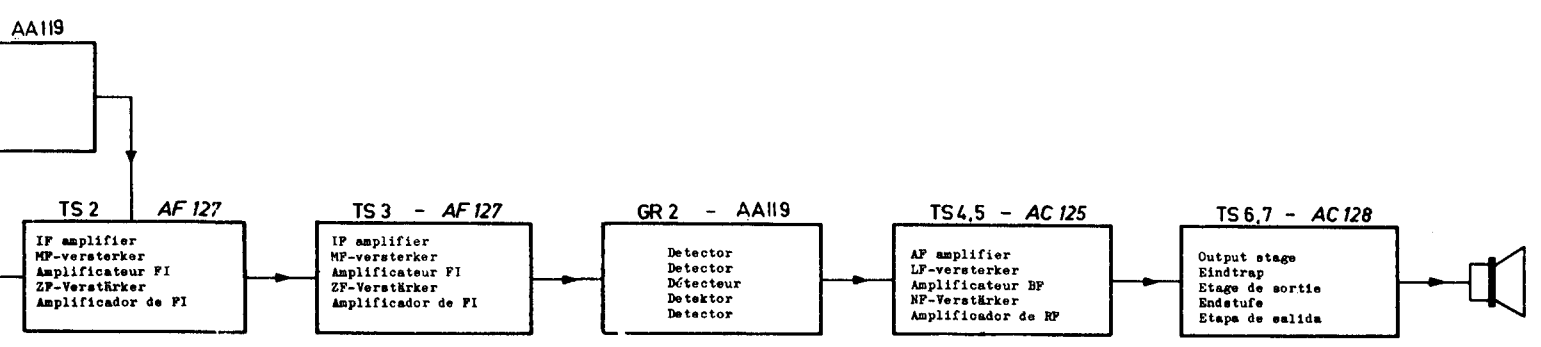 AA119
TS 2 AF 127
IF amplifier
MF-versterker
Amplificateur FI
ZF-Verstärker
Amplificador de FI
TS 3 - AF 127
IF amplifier
MF-versterker
Amplificateur FI
ZF-Verstärker
Amplificador de FI
GR 2 - AA119
Detector
Detector
Détecteur
Detektor
Detector
TS 4,5 - AC 125
AF amplifier
LF-versterker
Amplificateur BF
NF-Verstärker
Amplificador de RF
TS 6,7 - AC 128
Output stage
Eindtrap
Etage de sortie
Endstufe
Etapa de salida